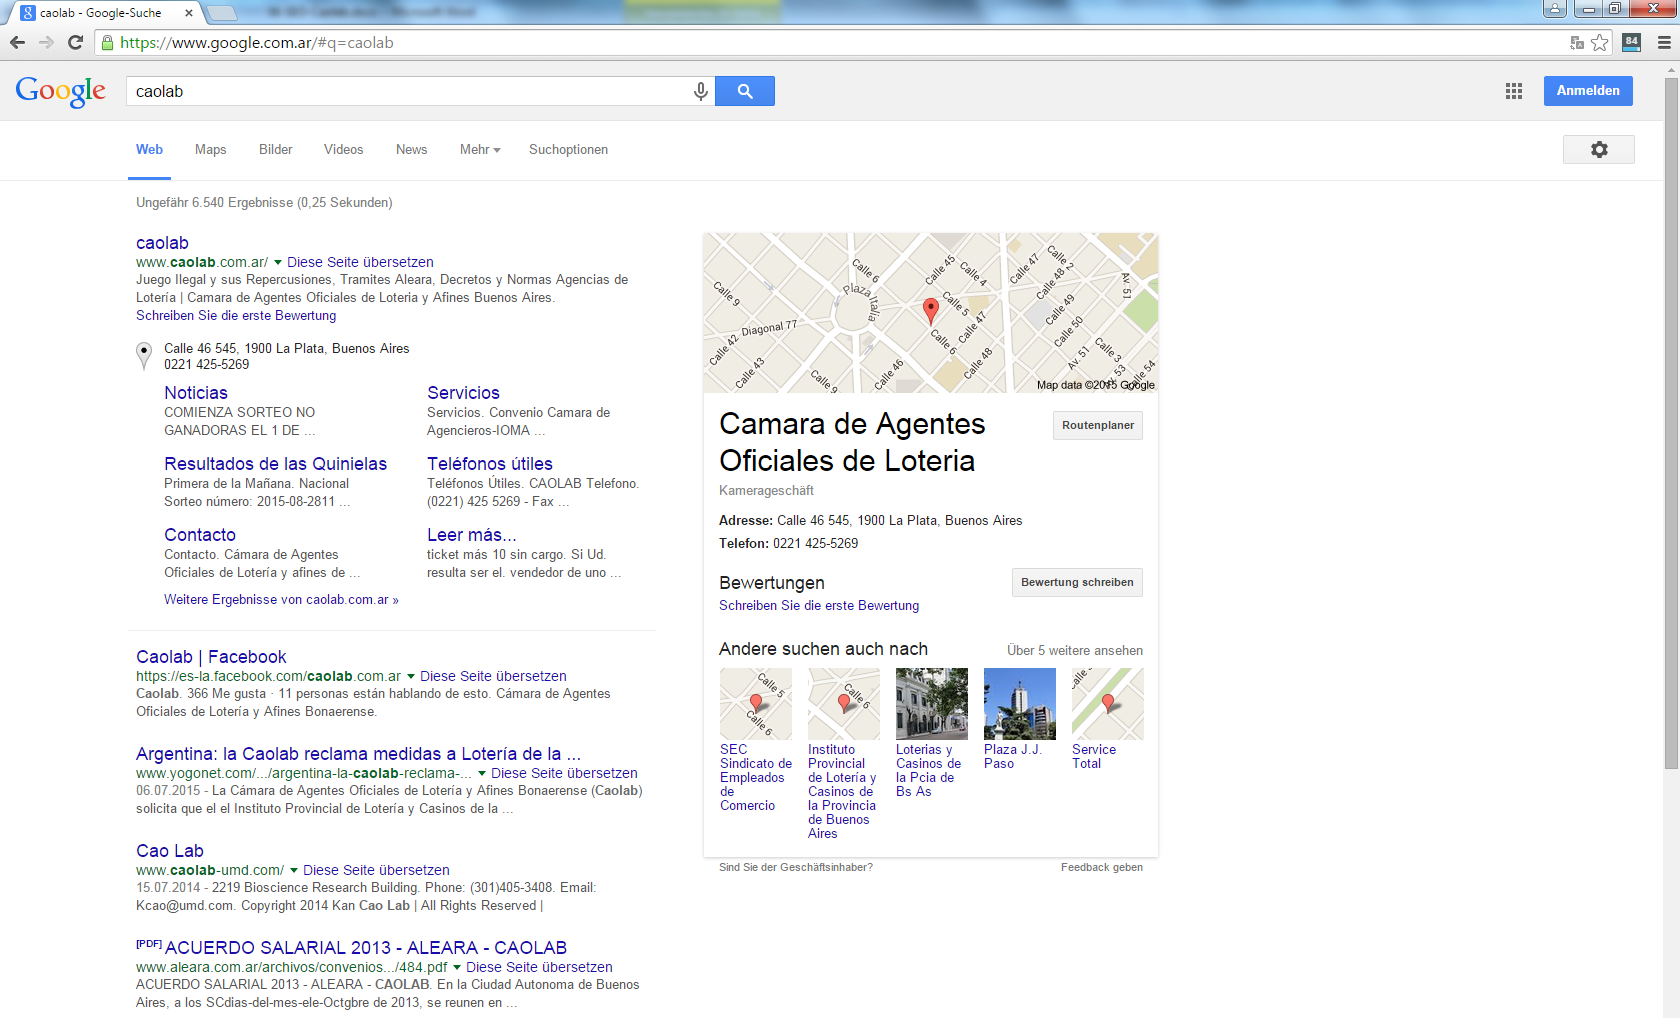 caolab - Google-Suche
https://www.google.com.ar/#q=caolab
84
Google
caolab
Anmelden
Web
Maps
Bilder
Videos
News
Mehr
Suchoptionen
Ungefähr 6.540 Ergebnisse (0,25 Sekunden)
caolab
www.caolab.com.ar/ Diese Seite übersetzen
Juego Ilegal y sus Repercusiones, Tramites Aleara, Decretos y Normas Agencias de
Lotería | Camara de Agentes Oficiales de Loteria y Afines Buenos Aires.
Schreiben Sie die erste Bewertung
Calle 46 545, 1900 La Plata, Buenos Aires
0221 425-5269
Noticias
COMIENZA SORTEO NO
GANADORAS EL 1 DE ...
Servicios
Servicios. Convenio Camara de
Agencieros-IOMA ...
Resultados de las Quinielas
Primera de la Mañana. Nacional
Sorteo número: 2015-08-2811 ...
Teléfonos útiles
Teléfonos Útiles. CAOLAB Telefono.
(0221) 425 5269 - Fax ...
Contacto
Contacto. Cámara de Agentes
Oficiales de Lotería y afines de ...
Leer más...
ticket más 10 sin cargo. Si Ud.
resulta ser el. vendedor de uno ...
Weitere Ergebnisse von caolab.com.ar »
Caolab | Facebook
https://es-la.facebook.com/caolab.com.ar Diese Seite übersetzen
Caolab. 366 Me gusta · 11 personas están hablando de esto. Cámara de Agentes
Oficiales de Lotería y Afines Bonaerense.
Argentina: la Caolab reclama medidas a Lotería de la ...
www.yogonet.com/.../argentina-la-caolab-reclama-... Diese Seite übersetzen
06.07.2015 - La Cámara de Agentes Oficiales de Lotería y Afines Bonaerense (Caolab)
solicita que el el Instituto Provincial de Lotería y Casinos de la ...
Cao Lab
www.caolab-umd.com/ Diese Seite übersetzen
15.07.2014 - 2219 Bioscience Research Building. Phone: (301)405-3408. Email:
Kcao@umd.com. Copyright 2014 Kan Cao Lab | All Rights Reserved |
[PDF] ACUERDO SALARIAL 2013 - ALEARA - CAOLAB
www.aleara.com.ar/archivos/convenios.../484.pdf Diese Seite übersetzen
ACUERDO SALARIAL 2013 - ALEARA - CAOLAB. En la Ciudad Autonoma de Buenos
Aires, a los SCdias-del-mes-ele-Octgbre de 2013, se reunen en ...
Calle 9
Calle 6
Plaza Italia
Calle 45
Calle 4
Calle 47
Calle 2
Calle 48
Av. 51
Calle 49
Calle 5
Calle 47
Calle 50
Diagonal 77
Calle 6
Calle 42
Calle 43
Calle 9
Calle 46
Calle 48
Av. 51
Calle 3
Av. 53
Calle 54
Map data ©2015 Google
Camara de Agentes
Oficiales de Loteria
Routenplaner
Kamerageschäft
Adresse: Calle 46 545, 1900 La Plata, Buenos Aires
Telefon: 0221 425-5269
Bewertungen
Bewertung schreiben
Schreiben Sie die erste Bewertung
Andere suchen auch nach
Über 5 weitere ansehen
Calle 5
Calle 6
Calle 6
Calle
SEC
Sindicato de
Empleados
de
Comercio
Instituto
Provincial
de Lotería y
Casinos de
la Provincia
de Buenos
Aires
Loterias y
Casinos de
la Pcia de
Bs As
Plaza J.J.
Paso
Service
Total
Sind Sie der Geschäftsinhaber?
Feedback geben